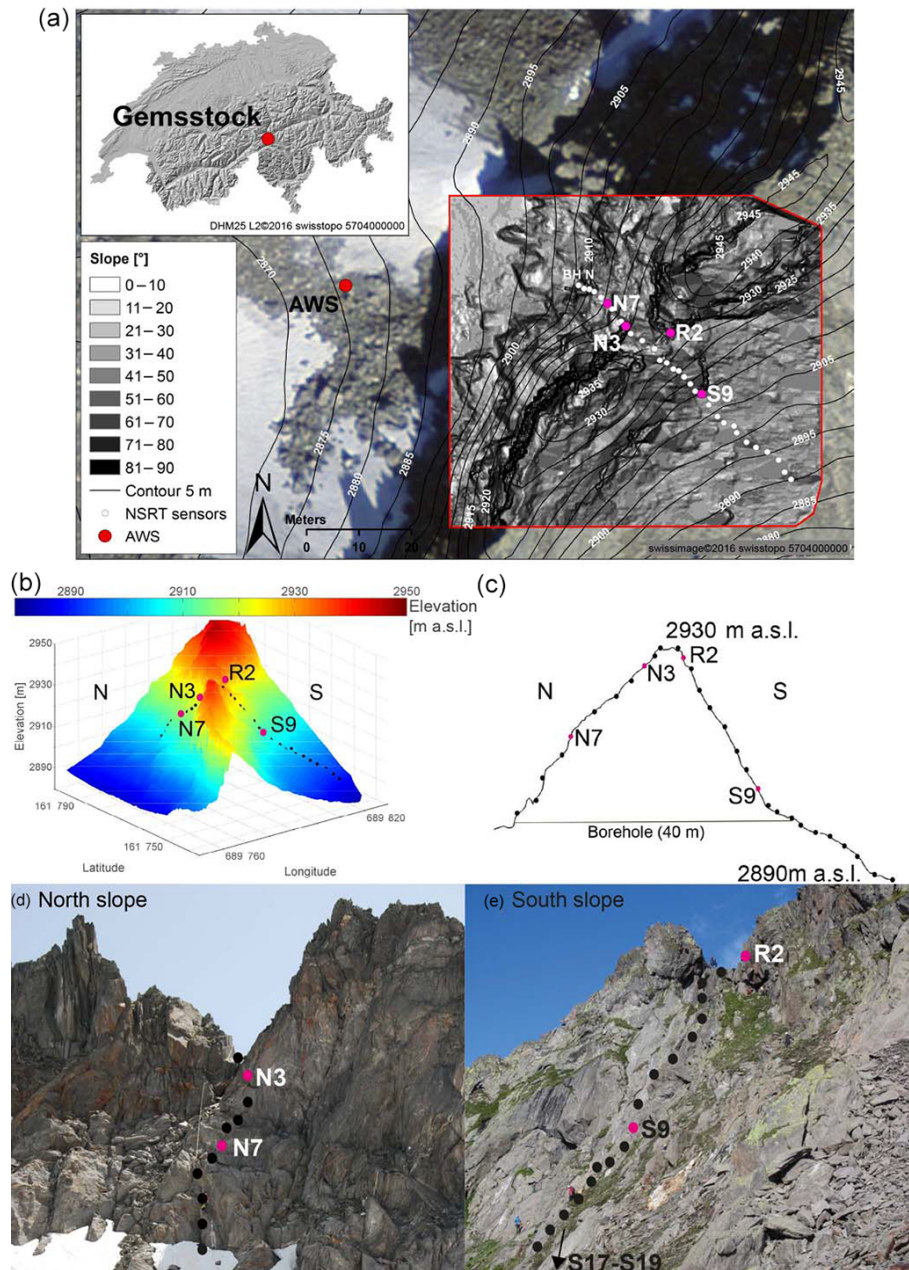 (a)
Gemsstock
DHM25 L2©2016 swisstopo 5704000000
Slope [°]
0 – 10
11 – 20
21 – 30
31 – 40
41 – 50
51 – 60
61 – 70
71 – 80
81 – 90
Contour 5 m
NSRT sensors
AWS
N
Meters
0
10
20
AWS
2870
2875
2880
2885
2890
2895
2905
2945
2945
2935
2910
2945
2940
2925
2930
BH N
N7
N3
R2
S9
2900
2935
2930
2905
2895
2890
2885
2880
2900
2915
2920
swissimage©2016 swisstopo 5704000000
(b)
2890
2910
2930
2950
Elevation
[m a.s.l.]
2950
2930
2910
2890
Elevation [m]
N
S
R2
N3
N7
S9
161 790
161 750
689 760
689 820
Latitude
Longitude
(c)
2930 m a.s.l.
N
S
N3
R2
N7
S9
Borehole (40 m)
2890m a.s.l.
(d) North slope
N3
N7
(e) South slope
R2
S9
S17-S19